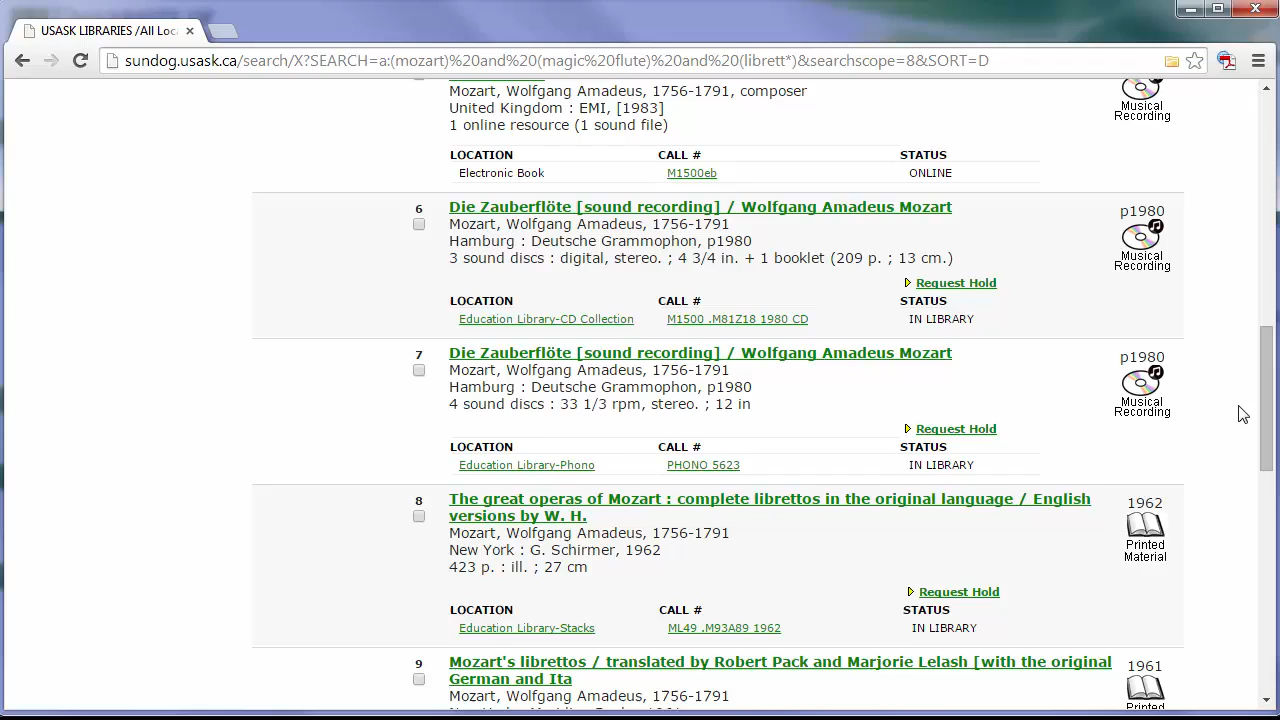 USASK LIBRARIES /All Loc
sundog.usask.ca/search/X?SEARCH=a:(mozart)%20and%20(magic%20flute)%20and%20(librett*)&searchscope=8&SORT=D
Mozart, Wolfgang Amadeus, 1756-1791, composer
United Kingdom : EMI, [1983]
1 online resource (1 sound file)
Musical
Recording
LOCATION CALL # STATUS
Electronic Book M1500eb ONLINE
6 Die Zauberflöte [sound recording] / Wolfgang Amadeus Mozart
Mozart, Wolfgang Amadeus, 1756-1791
Hamburg : Deutsche Grammophon, p1980
3 sound discs : digital, stereo. ; 4 3/4 in. + 1 booklet (209 p. ; 13 cm.)
p1980
Musical
Recording
Request Hold
LOCATION CALL # STATUS
Education Library-CD Collection M1500 .M81Z18 1980 CD IN LIBRARY
7 Die Zauberflöte [sound recording] / Wolfgang Amadeus Mozart
Mozart, Wolfgang Amadeus, 1756-1791
Hamburg : Deutsche Grammophon, p1980
4 sound discs : 33 1/3 rpm, stereo. ; 12 in
p1980
Musical
Recording
Request Hold
LOCATION CALL # STATUS
Education Library-Phono PHONO 5623 IN LIBRARY
8 The great operas of Mozart : complete librettos in the original language / English
versions by W. H.
Mozart, Wolfgang Amadeus, 1756-1791
New York : G. Schirmer, 1962
423 p. : ill. ; 27 cm
1962
Printed
Material
Request Hold
LOCATION CALL # STATUS
Education Library-Stacks ML49 .M93A89 1962 IN LIBRARY
9 Mozart's librettos / translated by Robert Pack and Marjorie Lelash [with the original
German and Ita
Mozart, Wolfgang Amadeus, 1756-1791
1961